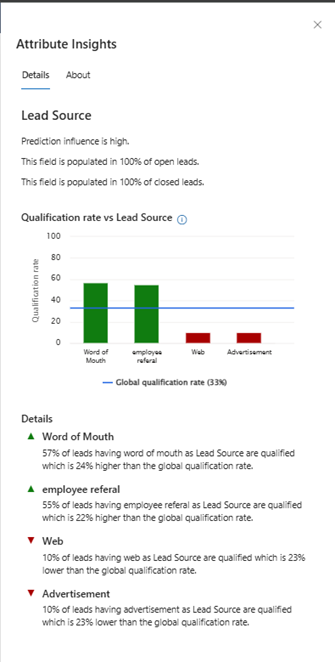 Attribute Insights
Details About
Lead Source
Prediction influence is high.
This field is populated in 100% of open leads.
This field is populated in 100% of closed leads.
Qualification rate vs Lead Source
100
80
60
40
20
0
Qualification rate
Word of
Mouth
employee
referal
Web
Advertisement
Global qualification rate (33%)
Details
Word of Mouth
57% of leads having word of mouth as Lead Source are qualified
which is 24% higher than the global qualification rate.
employee referal
55% of leads having employee referal as Lead Source are qualified
which is 22% higher than the global qualification rate.
Web
10% of leads having web as Lead Source are qualified which is 23%
lower than the global qualification rate.
Advertisement
10% of leads having advertisement as Lead Source are qualified
which is 23% lower than the global qualification rate.